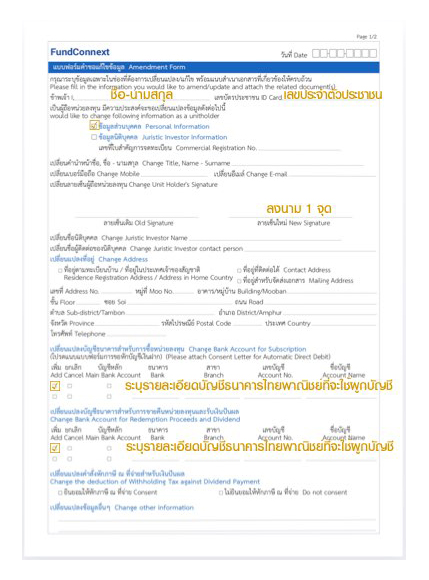 Page 1/2
FundConnext
วันที่ Date
แบบฟอร์มคำขอแก้ไขข้อมูล Amendment Form
กรุณาระบุข้อมูลเฉพาะในช่องที่ต้องการเปลี่ยนแปลง/แก้ไข พร้อมแนบสำเนาเอกสารที่เกี่ยวข้องให้ครบถ้วน
Please fill in the information you would like to amend/update and attach the related document(s).
ข้าพเจ้า I, ชื่อ-นามสกุล เลขบัตรประชาชน ID Card เลขประจำตัวประชาชน
เป็นผู้ถือหน่วยลงทุน มีความประสงค์จะขอเปลี่ยนแปลงข้อมูลดังต่อไปนี้
would like to change following information as a unitholder
ข้อมูลส่วนบุคคล Personal Information
ข้อมูลนิติบุคคล Juristic Investor Information
เลขที่ใบสำคัญการจดทะเบียน Commercial Registration No.
เปลี่ยนคำนำหน้าชื่อ, ชื่อ - นามสกุล Change Title, Name - Surname
เปลี่ยนเบอร์มือถือ Change Mobile เปลี่ยนอีเมล์ Change E-mail
เปลี่ยนลายเซ็นผู้ถือหน่วยลงทุน Change Unit Holder's Signature
ลงนาม 1 จุด
ลายเซ็นเดิม Old Signature ลายเซ็นใหม่ New Signature
เปลี่ยนชื่อนิติบุคคล Change Juristic Investor Name
เปลี่ยนชื่อผู้ติดต่อของนิติบุคคล Change Juristic Investor contact person
เปลี่ยนแปลงที่อยู่ Change Address
ที่อยู่ตามทะเบียนบ้าน / ที่อยู่ในประเทศเจ้าของสัญชาติ ที่อยู่ที่ติดต่อได้ Contact Address
Residence Registration Address / Address in Home Country ที่อยู่สำหรับจัดส่งเอกสาร Mailing Address
เลขที่ Address No. หมู่ที่ Moo No. อาคาร/หมู่บ้าน Building/Mooban
ชั้น Floor ซอย Soi ถนน Road
ตำบล Sub-district/Tambon อำเภอ District/Amphur
จังหวัด Province รหัสไปรษณีย์ Postal Code ประเทศ Country
โทรศัพท์ Telephone
เปลี่ยนแปลงบัญชีธนาคารสำหรับการซื้อหน่วยลงทุน Change Bank Account for Subscription
(โปรดแนบแบบฟอร์มการขอหักบัญชีเงินฝาก) (Please attach Consent Letter for Automatic Direct Debit)
เพิ่ม ยกเลิก บัญชีหลัก ธนาคาร สาขา เลขบัญชี ชื่อบัญชี
Add Cancel Main Bank Account Bank Branch Account No. Account Name
ระบุรายละเอียดบัญชีธนาคารไทยพาณิชย์ที่จะใช้ผูกบัญชี
เปลี่ยนแปลงบัญชีธนาคารสำหรับการขายคืนหน่วยลงทุนและรับเงินปันผล
Change Bank Account for Redemption Proceeds and Dividend
เพิ่ม ยกเลิก บัญชีหลัก ธนาคาร สาขา เลขบัญชี ชื่อบัญชี
Add Cancel Main Bank Account Bank Branch Account No. Account Name
ระบุรายละเอียดบัญชีธนาคารไทยพาณิชย์ที่จะใช้ผูกบัญชี
เปลี่ยนแปลงคำสั่งหักภาษี ณ ที่จ่ายสำหรับเงินปันผล
Change the deduction of Withholding Tax against Dividend Payment
ยินยอมให้หักภาษี ณ ที่จ่าย Consent ไม่ยินยอมให้หักภาษี ณ ที่จ่าย Do not consent
เปลี่ยนแปลงข้อมูลอื่นๆ Change other information